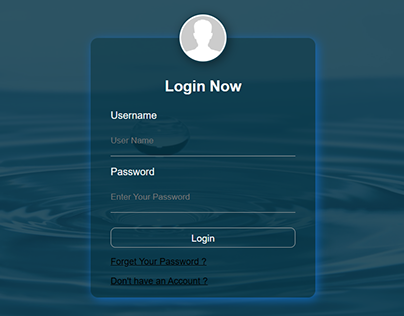 Login Now
Username
User Name
Password
Enter Your Password
Login
Forget Your Password ?
Don't have an Account ?